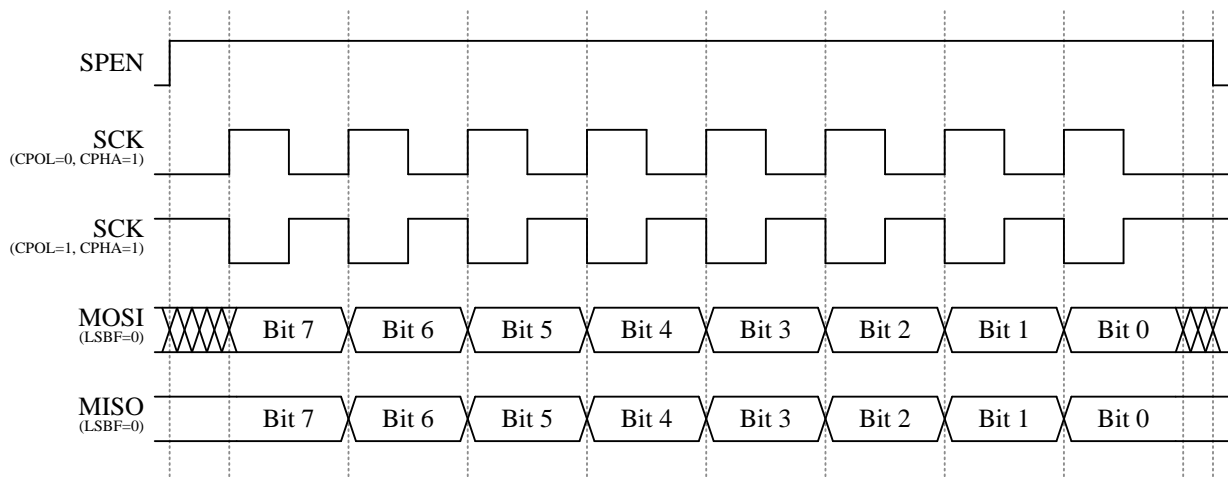 SPEN
SCK
(CPOL=0, CPHA=1)
SCK
(CPOL=1, CPHA=1)
MOSI
(LSBF=0)
Bit 7 Bit 6 Bit 5 Bit 4 Bit 3 Bit 2 Bit 1 Bit 0
MISO
(LSBF=0)
Bit 7 Bit 6 Bit 5 Bit 4 Bit 3 Bit 2 Bit 1 Bit 0